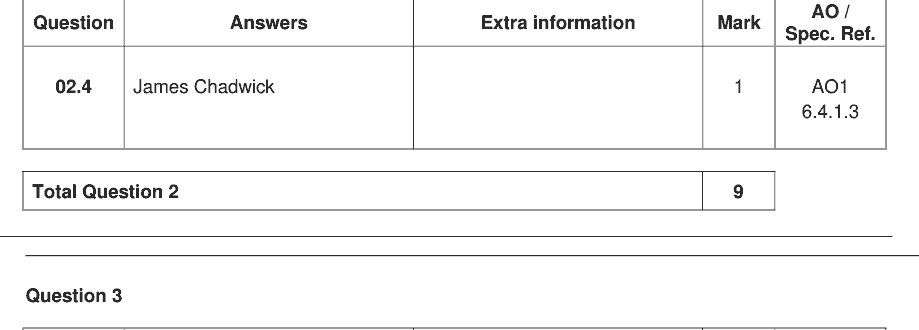 Question Answers Extra information Mark AO /
Spec. Ref.
02.4 James Chadwick 1 AO1
6.4.1.3
Total Question 2 9
Question 3